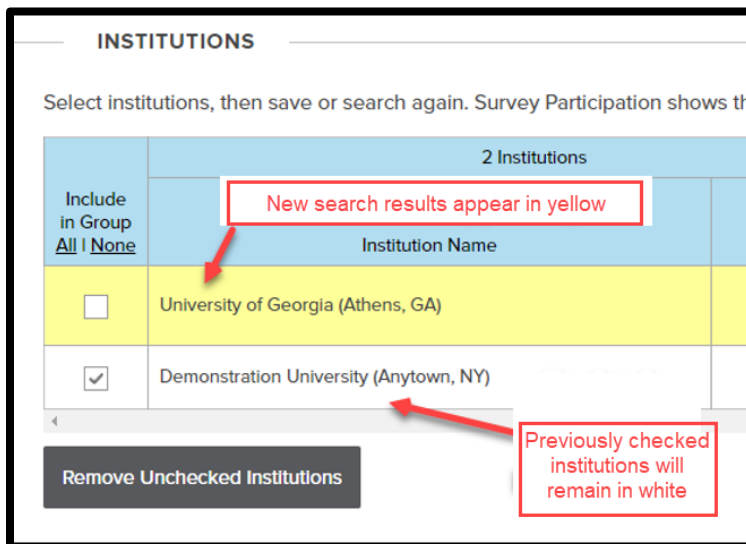 INSTITUTIONS
Select institutions, then save or search again. Survey Participation shows th
2 Institutions
Include
in Group
All | None
New search results appear in yellow
Institution Name
University of Georgia (Athens, GA)
Demonstration University (Anytown, NY)
Previously checked
institutions will
remain in white
Remove Unchecked Institutions